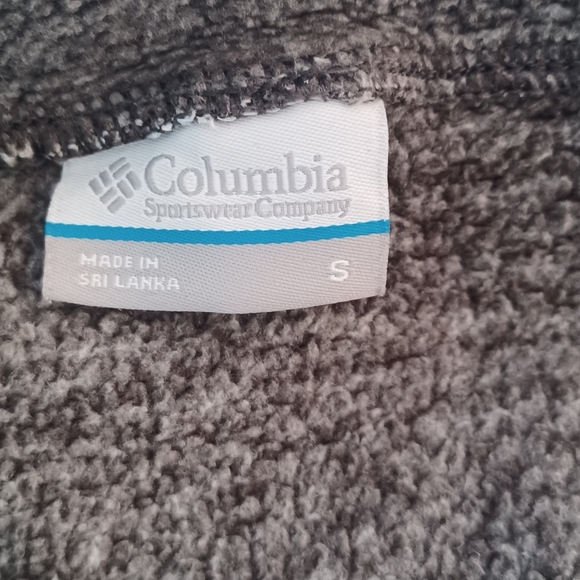 Columbia
Sportswear Company
MADE IN
SRI LANKA
S